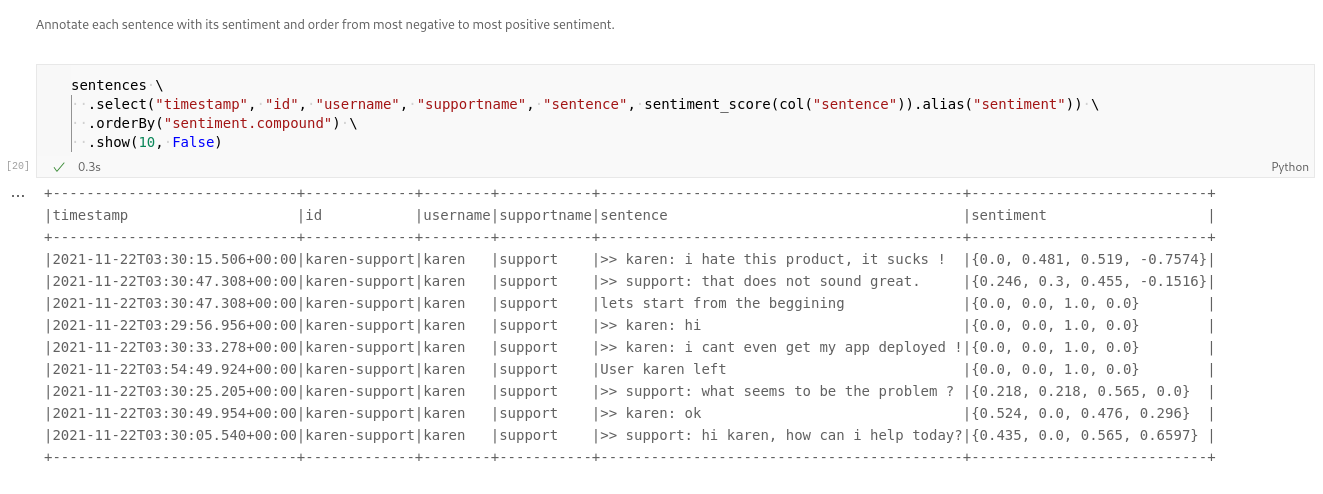 Annotate each sentence with its sentiment and order from most negative to most positive sentiment.
sentences \
  .select("timestamp", "id", "username", "supportname", "sentence", sentiment_score(col("sentence")).alias("sentiment")) \
  .orderBy("sentiment.compound") \
  .show(10, False)
[20] ✓ 0.3s Python
... +-----------------------------+-------------+--------+-----------+-------------------------------------------+----------------------------+
|timestamp                    |id           |username|supportname|sentence                                   |sentiment                   |
+-----------------------------+-------------+--------+-----------+-------------------------------------------+----------------------------+
|2021-11-22T03:30:15.506+00:00|karen-support|karen   |support    |>> karen: i hate this product, it sucks !  |{0.0, 0.481, 0.519, -0.7574}|
|2021-11-22T03:30:47.308+00:00|karen-support|karen   |support    |>> support: that does not sound great.     |{0.246, 0.3, 0.455, -0.1516}|
|2021-11-22T03:30:47.308+00:00|karen-support|karen   |support    |lets start from the beggining              |{0.0, 0.0, 1.0, 0.0}        |
|2021-11-22T03:29:56.956+00:00|karen-support|karen   |support    |>> karen: hi                               |{0.0, 0.0, 1.0, 0.0}        |
|2021-11-22T03:30:33.278+00:00|karen-support|karen   |support    |>> karen: i cant even get my app deployed !|{0.0, 0.0, 1.0, 0.0}        |
|2021-11-22T03:54:49.924+00:00|karen-support|karen   |support    |User karen left                            |{0.0, 0.0, 1.0, 0.0}        |
|2021-11-22T03:30:25.205+00:00|karen-support|karen   |support    |>> support: what seems to be the problem ? |{0.218, 0.218, 0.565, 0.0}  |
|2021-11-22T03:30:49.954+00:00|karen-support|karen   |support    |>> karen: ok                               |{0.524, 0.0, 0.476, 0.296}  |
|2021-11-22T03:30:05.540+00:00|karen-support|karen   |support    |>> support: hi karen, how can i help today?|{0.435, 0.0, 0.565, 0.6597} |
+-----------------------------+-------------+--------+-----------+-------------------------------------------+----------------------------+